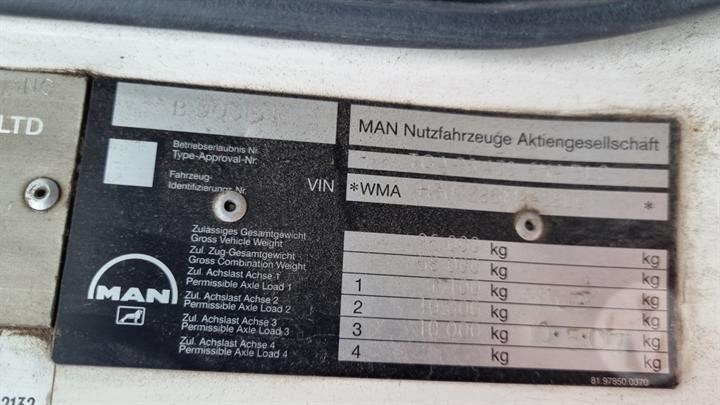 LTD
MAN Nutzfahrzeuge Aktiengesellschaft
Betriebserlaubnis Nr.
Type-Approval-Nr.
Fahrzeug-
Identifizierungs Nr.
VIN
*WMA
*
Zulässiges Gesamtgewicht
Gross Vehicle Weight
kg
kg
Zul. Zug-Gesamtgewicht
Gross Combination Weight
kg
kg
Zul. Achslast Achse 1
Permissible Axle Load 1
1
kg
kg
Zul. Achslast Achse 2
Permissible Axle Load 2
2
kg
kg
Zul. Achslast Achse 3
Permissible Axle Load 3
3
10.000
kg
kg
Zul. Achslast Achse 4
Permissible Axle Load 4
4
kg
kg
MAN
81.97850.0370
2132